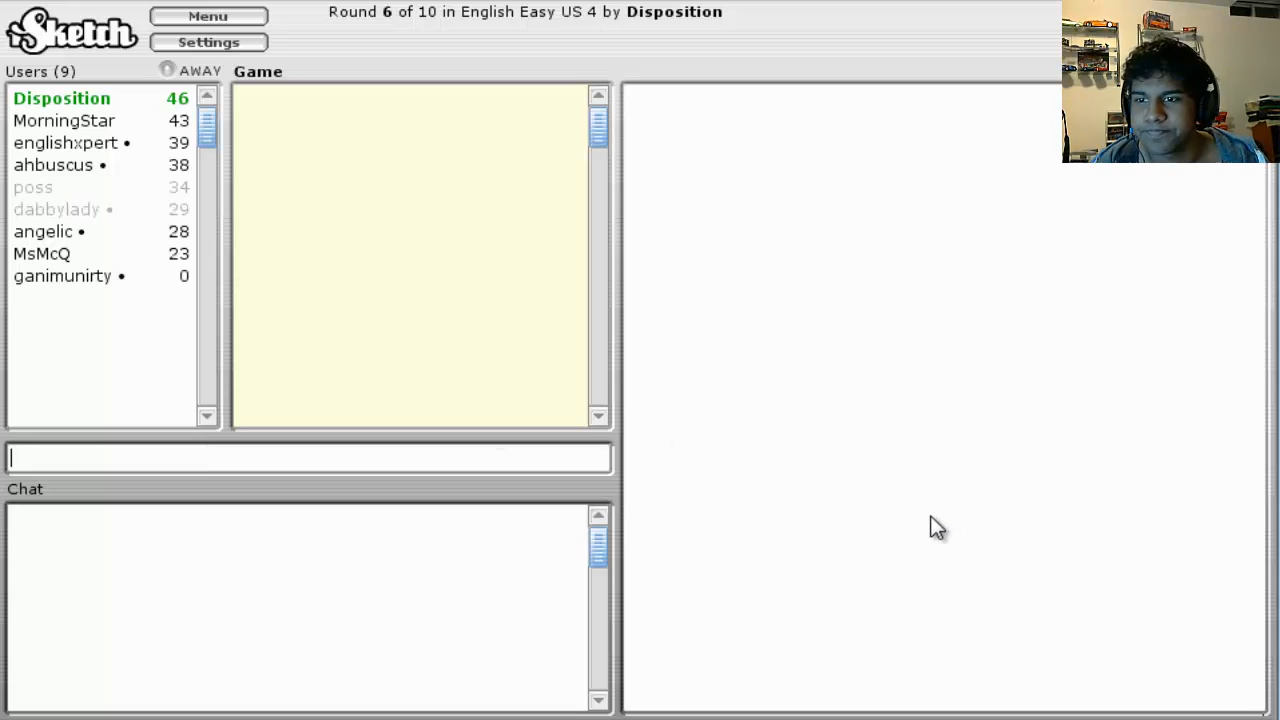 iSketch
Menu
Settings
Round 6 of 10 in English Easy US 4 by Disposition
Users (9)
AWAY
Game
Disposition 46
MorningStar 43
englishxpert • 39
ahbuscus • 38
poss 34
dabbylady • 29
angelic • 28
MsMcQ 23
ganimunirty • 0
Chat